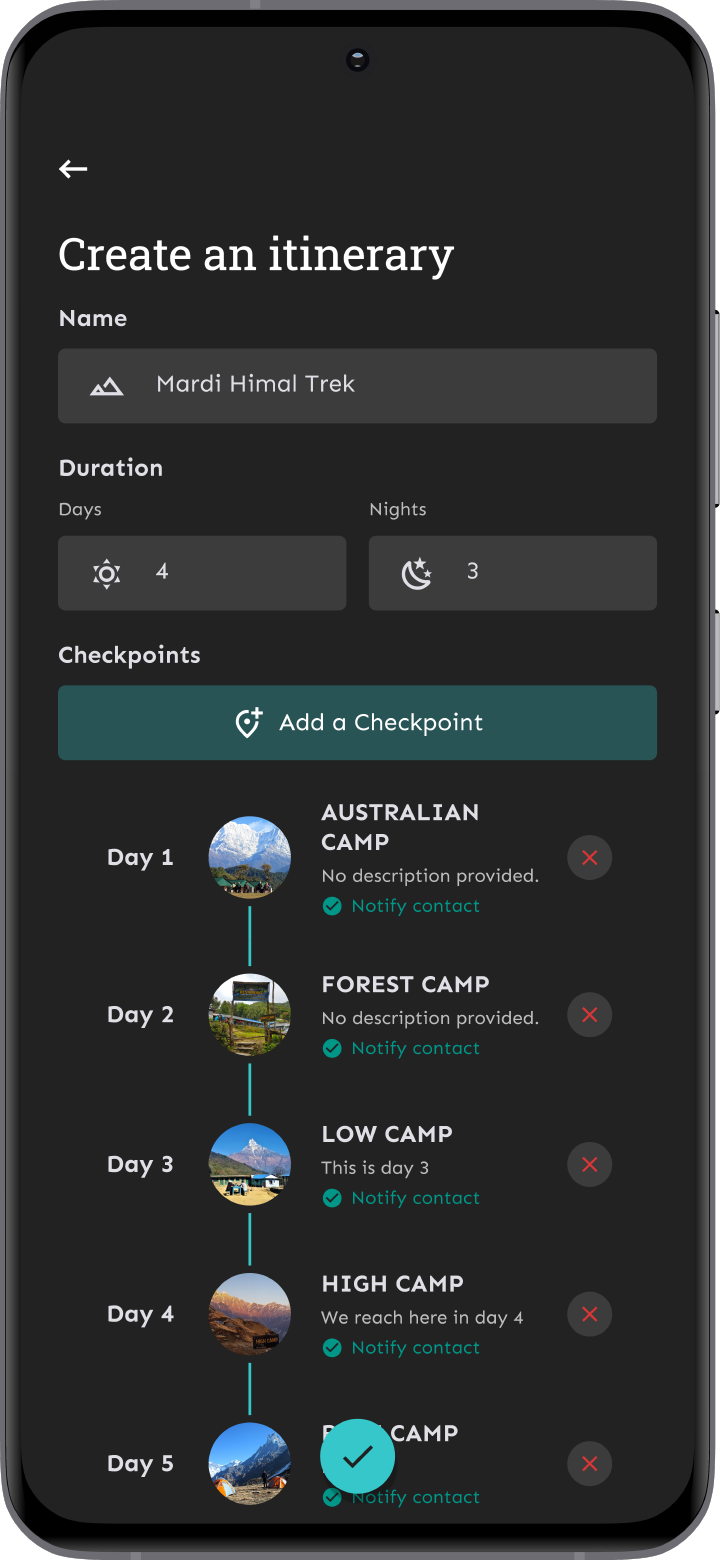 Create an itinerary
Name
Mardi Himal Trek
Duration
Days
Nights
4
3
Checkpoints
Add a Checkpoint
Day 1
AUSTRALIAN
CAMP
No description provided.
Notify contact
Day 2
FOREST CAMP
No description provided.
Notify contact
Day 3
LOW CAMP
This is day 3
Notify contact
Day 4
HIGH CAMP
We reach here in day 4
Notify contact
HIGH CAMP
Day 5
CAMP
Notify contact